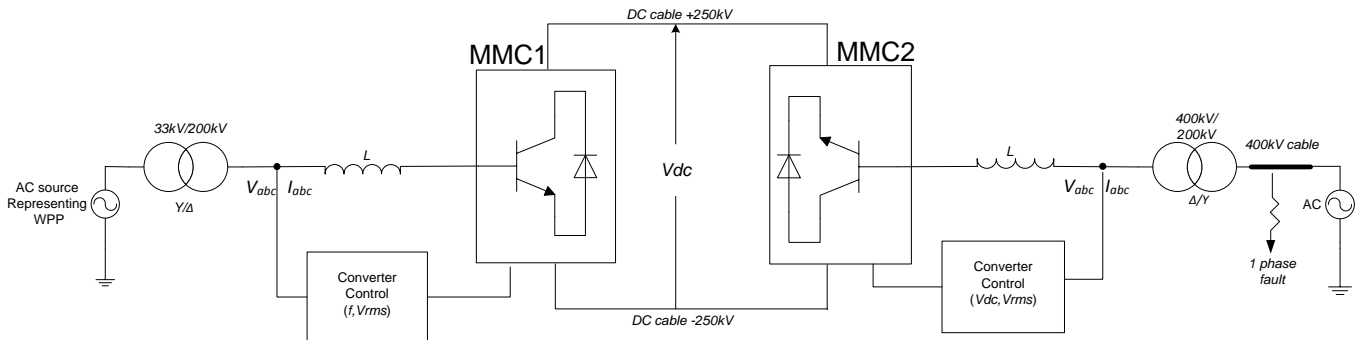 DC cable +250kV
MMC1
MMC2
33kV/200kV
400kV/
200kV
400kV cable
L
L
Vdc
Vabc
Iabc
Vabc
Iabc
AC source
Representing
WPP
Y/Δ
Δ/Y
AC
1 phase
fault
Converter
Control
(f,Vrms)
Converter
Control
(Vdc,Vrms)
DC cable -250kV